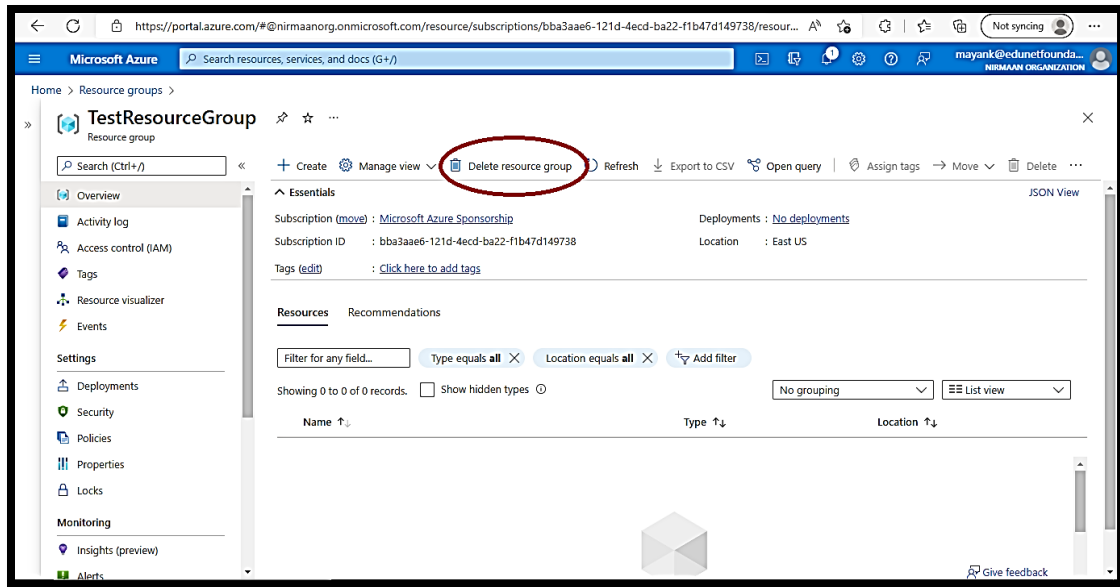 https://portal.azure.com/#@nirmaanorg.onmicrosoft.com/resource/subscriptions/bba3aae6-121d-4ecd-ba22-f1b47d149738/resour... Not syncing
Microsoft Azure Search resources, services, and docs (G+/) 1 mayank@edunetfounda...
NIRMAAN ORGANIZATION
Home > Resource groups >
TestResourceGroup
Resource group
Search (Ctrl+/) Create Manage view Delete resource group Refresh Export to CSV Open query Assign tags Move Delete
Overview
Activity log
Access control (IAM)
Tags
Resource visualizer
Events
Settings
Deployments
Security
Policies
Properties
Locks
Monitoring
Insights (preview)
Alerts
Essentials JSON View
Subscription (move) : Microsoft Azure Sponsorship Deployments : No deployments
Subscription ID : bba3aae6-121d-4ecd-ba22-f1b47d149738 Location : East US
Tags (edit) : Click here to add tags
Resources Recommendations
Filter for any field... Type equals all Location equals all Add filter
Showing 0 to 0 of 0 records. Show hidden types No grouping List view
Name Type Location
Give feedback